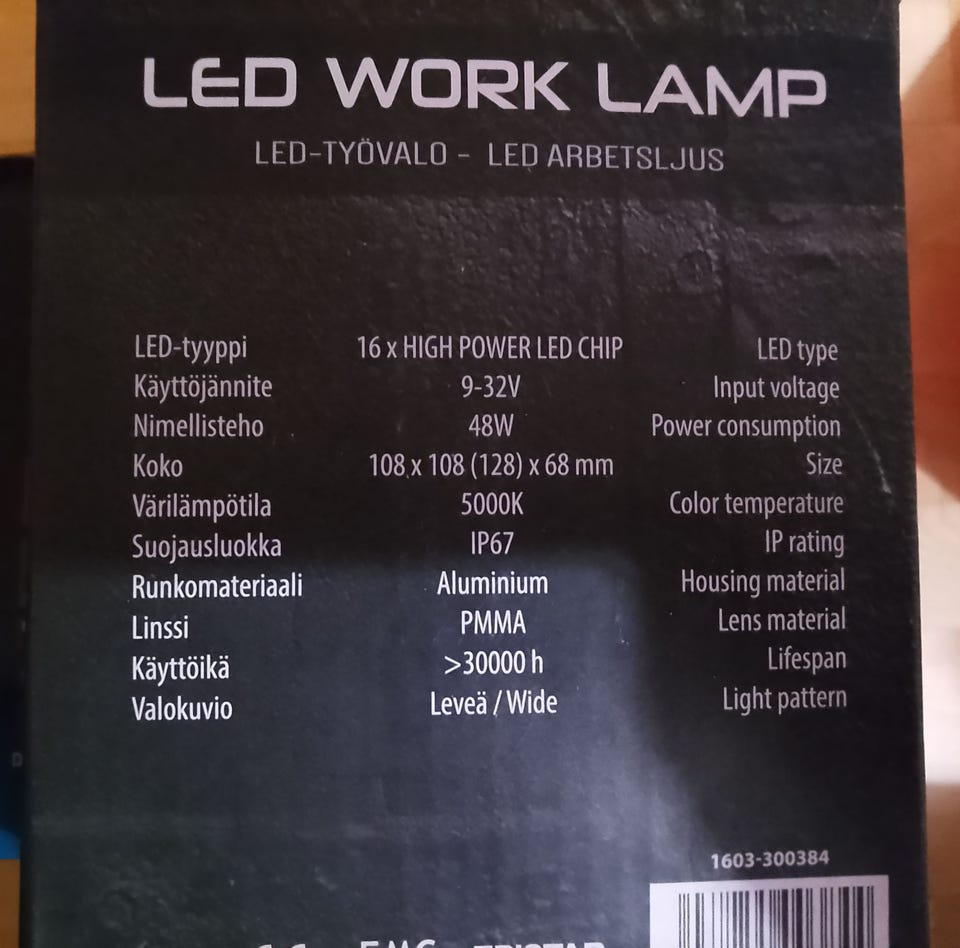 LED WORK LAMP
LED-TYÖVALO - LED ARBETSLJUS
LED-tyyppi 16 x HIGH POWER LED CHIP LED type
Käyttöjännite 9-32V Input voltage
Nimellisteho 48W Power consumption
Koko 108 x 108 (128) x 68 mm Size
Värilämpötila 5000K Color temperature
Suojausluokka IP67 IP rating
Runkomateriaali Aluminium Housing material
Linssi PMMA Lens material
Käyttöikä >30000 h Lifespan
Valokuvio Leveä / Wide Light pattern
1603-300384